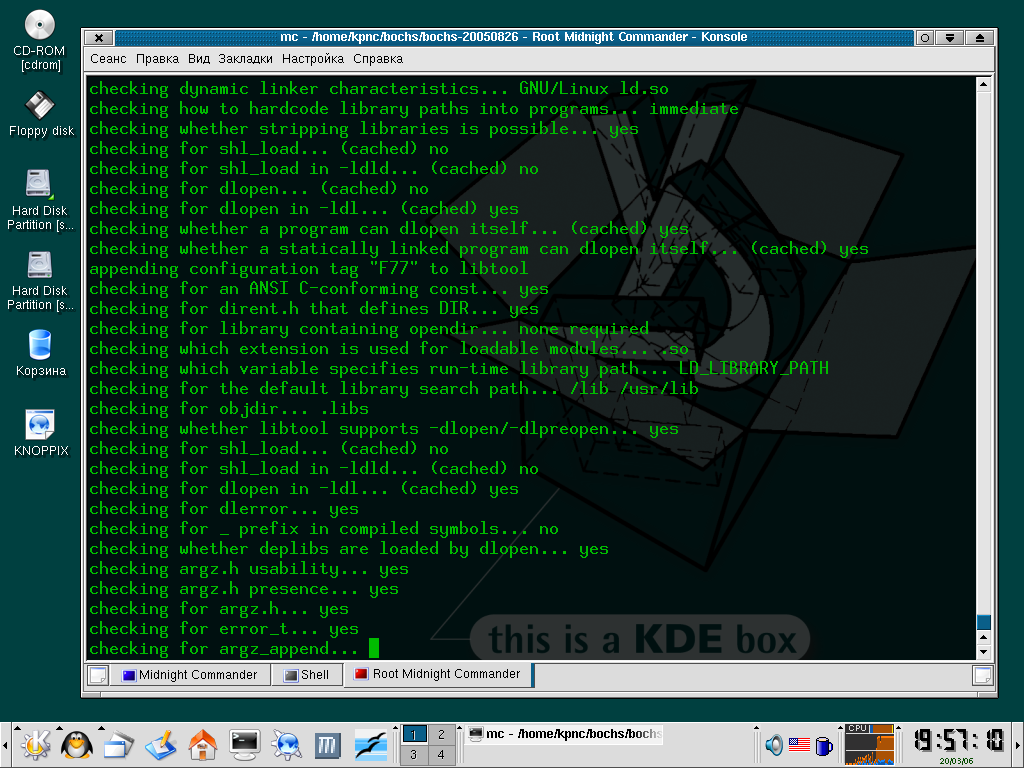 mc - /home/kpnc/bochs/bochs-20050826 - Root Midnight Commander - Konsole
Сеанс Правка Вид Закладки Настройка Справка
CD-ROM
[cdrom]
Floppy disk
Hard Disk
Partition [s...
Hard Disk
Partition [s...
Корзина
KNOPPIX
checking dynamic linker characteristics... GNU/Linux ld.so
checking how to hardcode library paths into programs... immediate
checking whether stripping libraries is possible... yes
checking for shl_load... (cached) no
checking for shl_load in -ldld... (cached) no
checking for dlopen... (cached) no
checking for dlopen in -ldl... (cached) yes
checking whether a program can dlopen itself... (cached) yes
checking whether a statically linked program can dlopen itself... (cached) yes
appending configuration tag "F77" to libtool
checking for an ANSI C-conforming const... yes
checking for dirent.h that defines DIR... yes
checking for library containing opendir... none required
checking which extension is used for loadable modules... .so
checking which variable specifies run-time library path... LD_LIBRARY_PATH
checking for the default library search path... /lib /usr/lib
checking for objdir... .libs
checking whether libtool supports -dlopen/-dlpreopen... yes
checking for shl_load... (cached) no
checking for shl_load in -ldld... (cached) no
checking for dlopen in -ldl... (cached) yes
checking for dlerror... yes
checking for _ prefix in compiled symbols... no
checking whether deplibs are loaded by dlopen... yes
checking argz.h usability... yes
checking argz.h presence... yes
checking for argz.h... yes
checking for error_t... yes
checking for argz_append...
this is a KDE box
Midnight Commander Shell Root Midnight Commander
1 2
3 4
mc - /home/kpnc/bochs/bochs
CPU
19:57:10
20/03/06